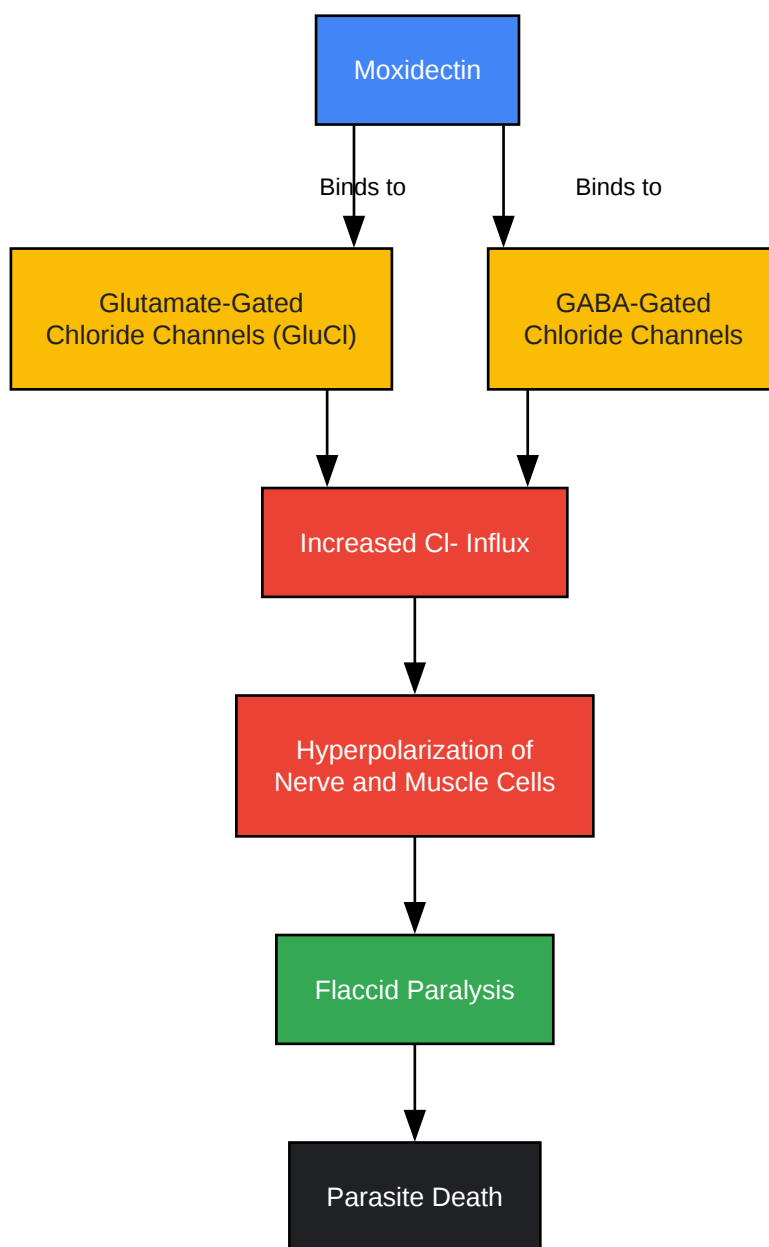 Moxidectin
Binds to
Binds to
Glutamate-Gated
Chloride Channels (GluCl)
GABA-Gated
Chloride Channels
Increased Cl- Influx
Hyperpolarization of
Nerve and Muscle Cells
Flaccid Paralysis
Parasite Death